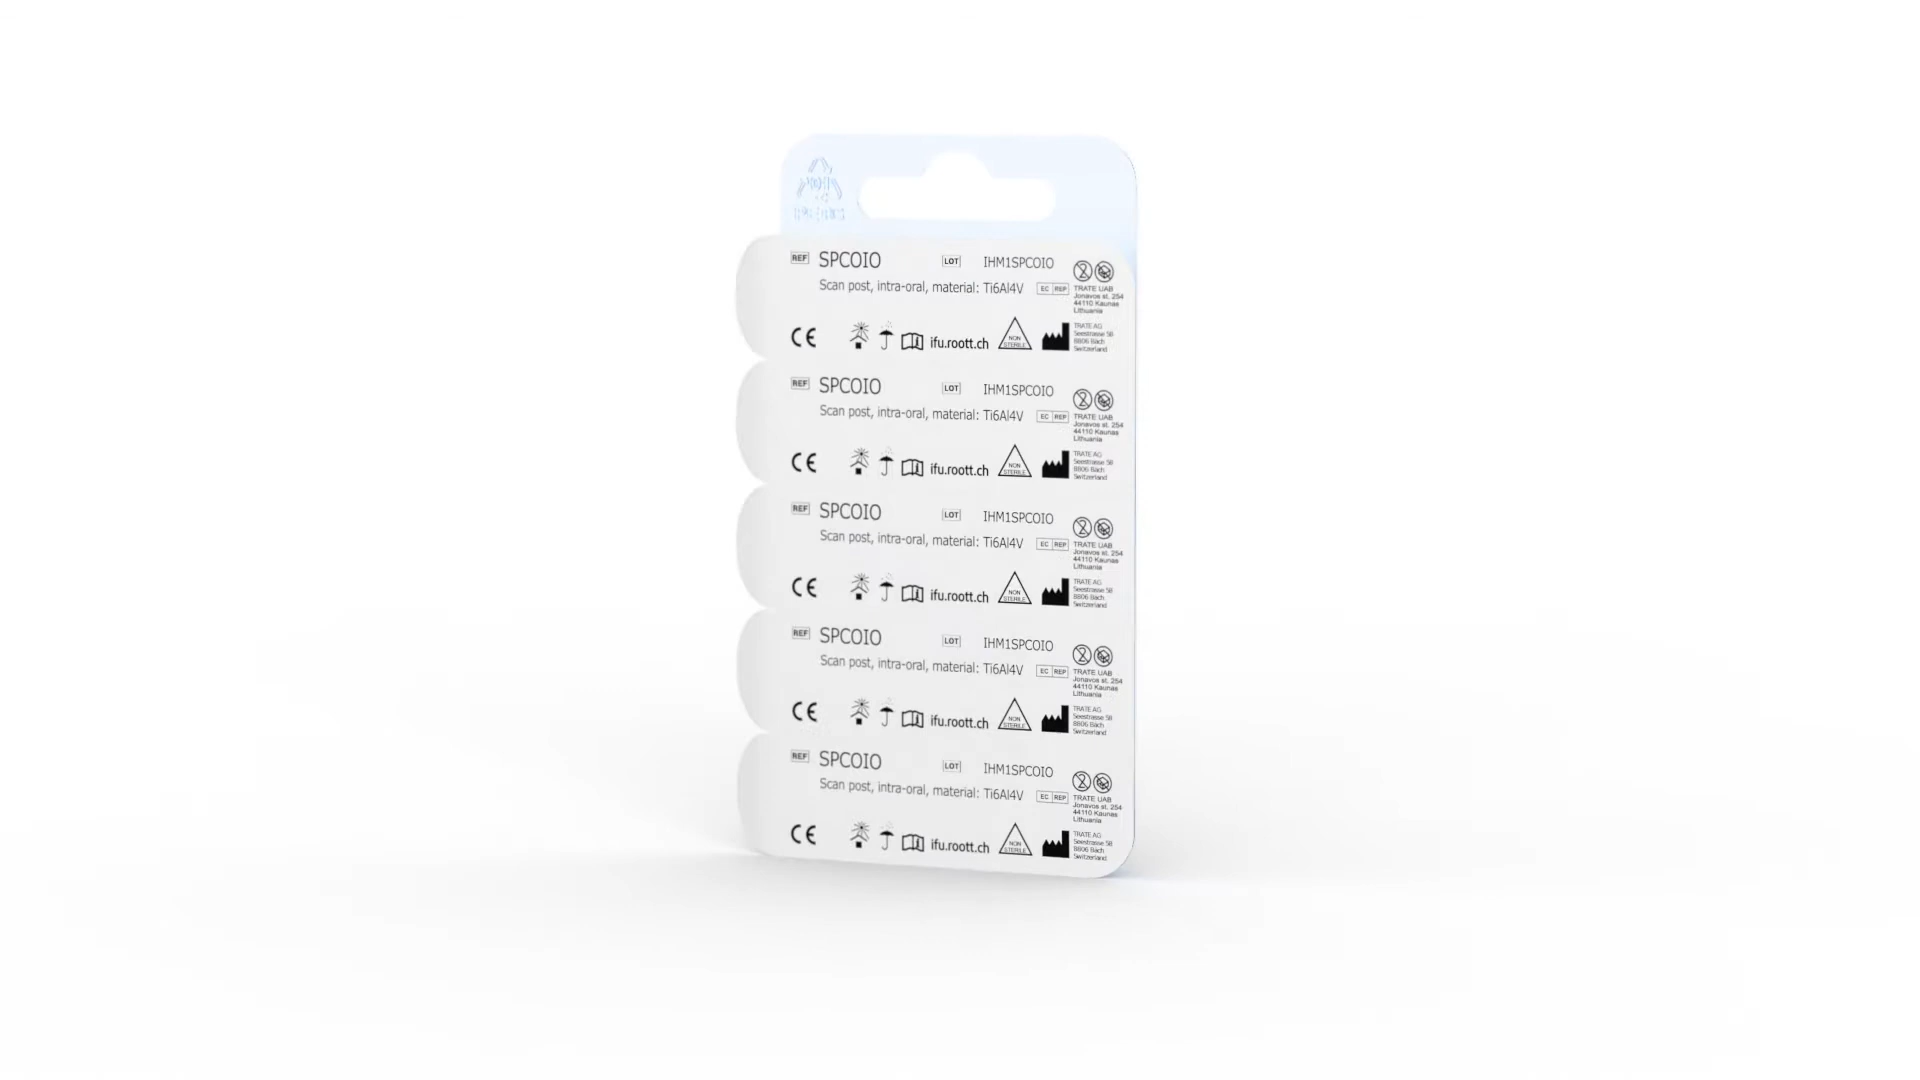 REF SPCOIO LOT IHM1SPCOIO
Scan post, intra-oral, material: Ti6Al4V EC REP
TRATE UAB
Jonavos st. 254
44110 Kaunas
Lithuania
CE ifu.roott.ch NON STERILE
TRATE AG
Seestrasse 58
8806 Bäch
Switzerland
REF SPCOIO LOT IHM1SPCOIO
Scan post, intra-oral, material: Ti6Al4V EC REP
TRATE UAB
Jonavos st. 254
44110 Kaunas
Lithuania
CE ifu.roott.ch NON STERILE
TRATE AG
Seestrasse 58
8806 Bäch
Switzerland
REF SPCOIO LOT IHM1SPCOIO
Scan post, intra-oral, material: Ti6Al4V EC REP
TRATE UAB
Jonavos st. 254
44110 Kaunas
Lithuania
CE ifu.roott.ch NON STERILE
TRATE AG
Seestrasse 58
8806 Bäch
Switzerland
REF SPCOIO LOT IHM1SPCOIO
Scan post, intra-oral, material: Ti6Al4V EC REP
TRATE UAB
Jonavos st. 254
44110 Kaunas
Lithuania
CE ifu.roott.ch NON STERILE
TRATE AG
Seestrasse 58
8806 Bäch
Switzerland
REF SPCOIO LOT IHM1SPCOIO
Scan post, intra-oral, material: Ti6Al4V EC REP
TRATE UAB
Jonavos st. 254
44110 Kaunas
Lithuania
CE ifu.roott.ch NON STERILE
TRATE AG
Seestrasse 58
8806 Bäch
Switzerland